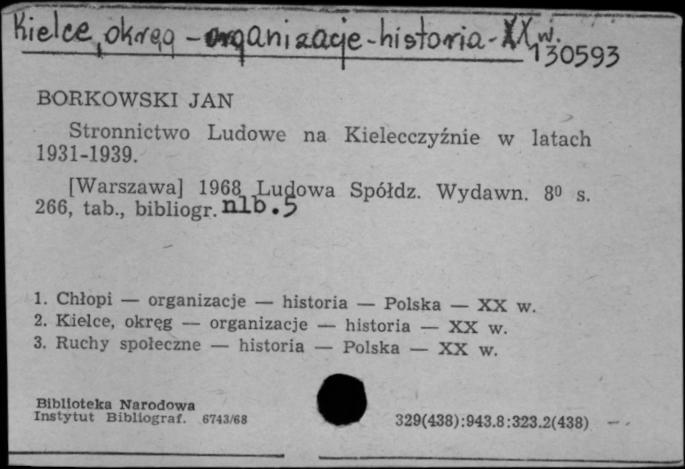 Kielce, okręg - organizacje - historia - XX w.
130593
BORKOWSKI JAN
Stronnictwo Ludowe na Kielecczyźnie w latach
1931-1939.
[Warszawa] 1968 Ludowa Spółdz. Wydawn. 8⁰ s.
266, tab., bibliogr. nlb. 5
1. Chłopi — organizacje — historia — Polska — XX w.
2. Kielce, okręg — organizacje — historia — XX w.
3. Ruchy społeczne — historia — Polska — XX w.
Biblioteka Narodowa
Instytut Bibliograf. 6743/68
329(438):943.8:323.2(438)